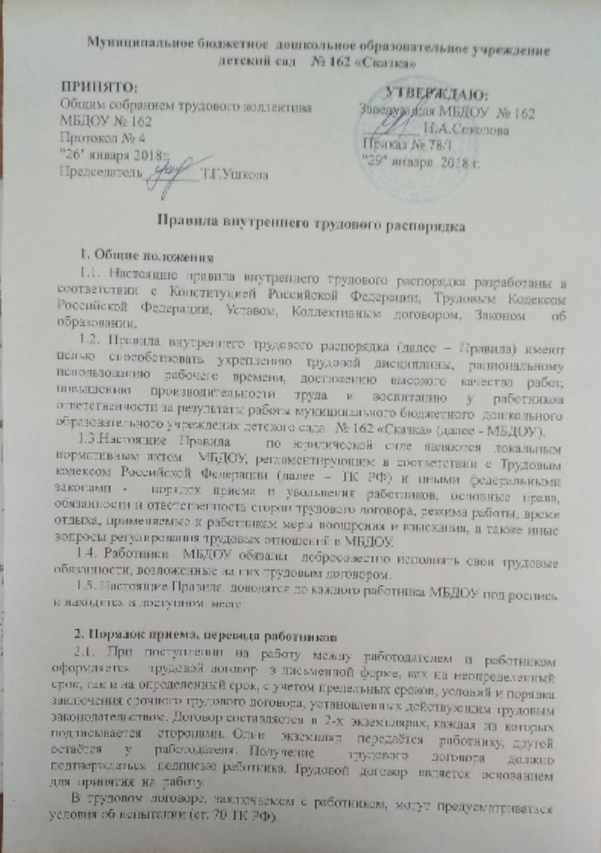 Муниципальное бюджетное дошкольное образовательное учреждение
детский сад № 162 «Сказка»
ПРИНЯТО:
Общим собранием трудового коллектива
МБДОУ № 162
Протокол № 4
"26" января 2018г.
Председатель Т.Г.Ушкова
УТВЕРЖДАЮ:
Заведующая МБДОУ № 162
Н.А.Соколова
Приказ № 78/1
"29" января 2018 г.
Правила внутреннего трудового распорядка
1. Общие положения
1.1. Настоящие правила внутреннего трудового распорядка разработаны в
соответствии с Конституцией Российской Федерации, Трудовым Кодексом
Российской Федерации, Уставом, Коллективным договором, Законом об
образовании.
1.2. Правила внутреннего трудового распорядка (далее – Правила) имеют
целью способствовать укреплению трудовой дисциплины, рациональному
использованию рабочего времени, достижению высокого качества работ,
повышению производительности труда и воспитанию у работников
ответственности за результаты работы муниципального бюджетного дошкольного
образовательного учреждения детского сада № 162 «Сказка» (далее - МБДОУ).
1.3.Настоящие Правила по юридической силе являются локальным
нормативным актом МБДОУ, регламентирующим в соответствии с Трудовым
кодексом Российской Федерации (далее – ТК РФ) и иными федеральными
законами - порядок приема и увольнения работников, основные права,
обязанности и ответственность сторон трудового договора, режима работы, время
отдыха, применяемые к работникам меры поощрения и взыскания, а также иные
вопросы регулирования трудовых отношений в МБДОУ.
1.4. Работники МБДОУ обязаны добросовестно исполнять свои трудовые
обязанности, возложенные на них трудовым договором.
1.5. Настоящие Правила доводятся до каждого работника МБДОУ под роспись
и находятся в доступном месте.
2. Порядок приема, перевода работников
2.1. При поступлении на работу между работодателем и работником
оформляется трудовой договор в письменной форме, как на неопределенный
срок, так и на определенный срок, с учетом предельных сроков, условий и порядка
заключения срочного трудового договора, установленных действующим трудовым
законодательством. Договор составляется в 2-х экземплярах, каждая из которых
подписывается сторонами. Один экземпляр передаётся работнику, другой
остаётся у работодателя. Получение трудового договора должно
подтверждаться подписью работника. Трудовой договор является основанием
для принятия на работу.
В трудовом договоре, заключаемом с работником, могут предусматриваться
условия об испытании (ст. 70 ТК РФ).